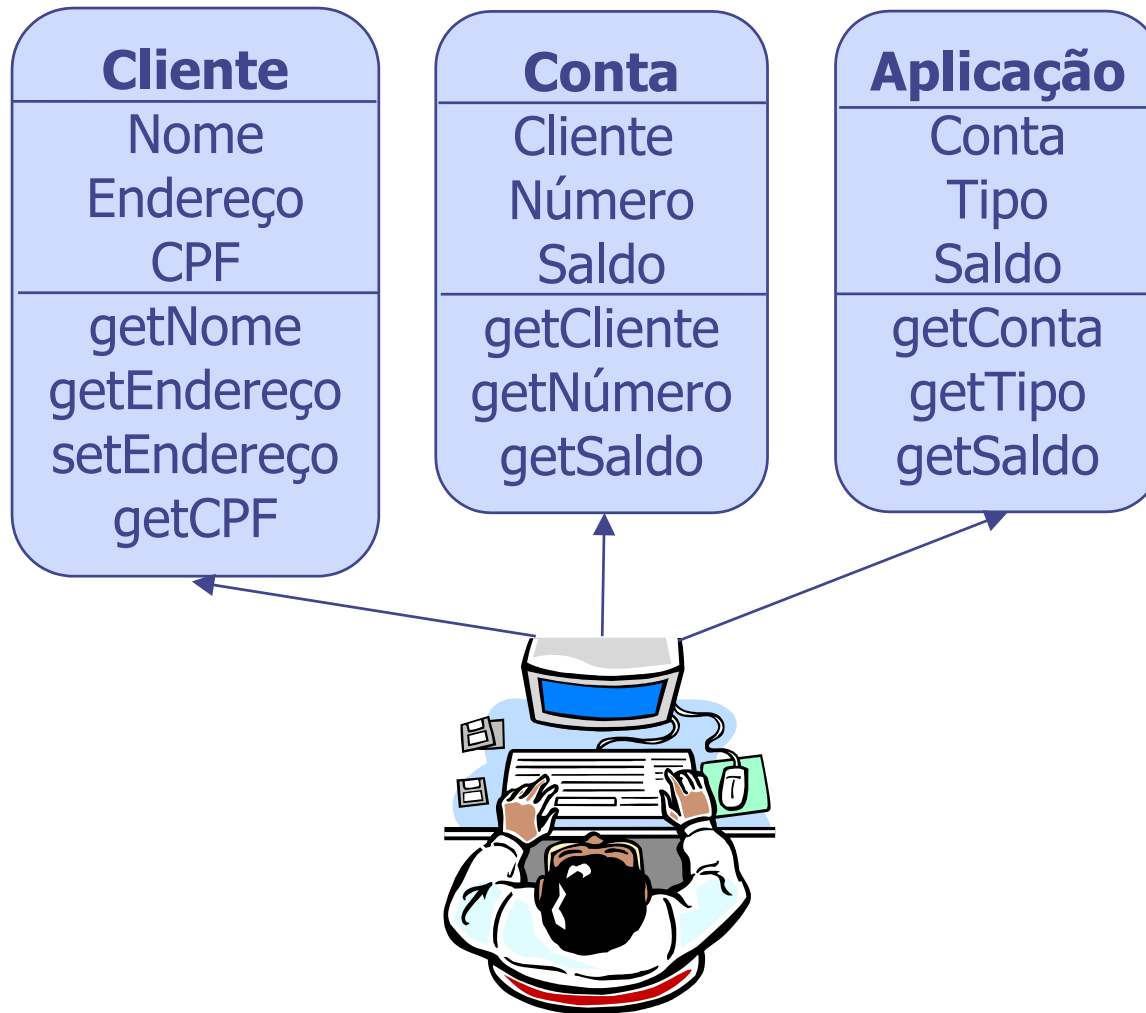 Cliente
Nome
Endereço
CPF
getNome
getEndereço
setEndereço
getCPF
Conta
Cliente
Número
Saldo
getCliente
getNúmero
getSaldo
Aplicação
Conta
Tipo
Saldo
getConta
getTipo
getSaldo